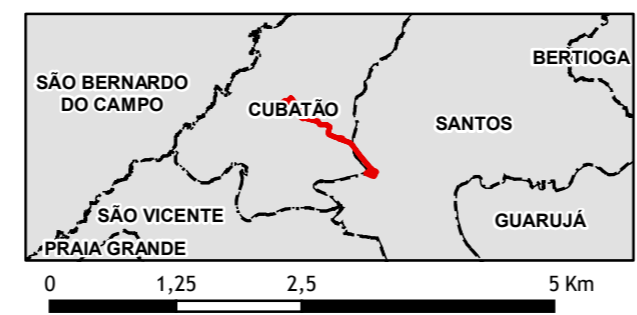 BERTIOGA
SÃO BERNARDO
DO CAMPO
CUBATÃO
SANTOS
SÃO VICENTE
GUARUJÁ
PRAIA GRANDE
0 1,25 2,5 5 Km